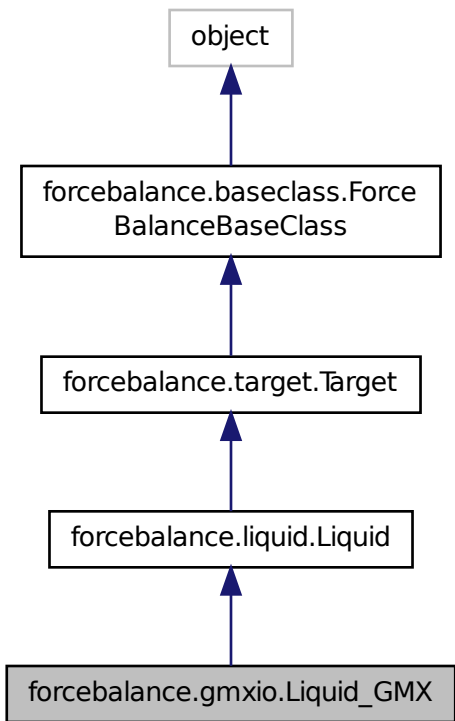 object
forcebalance.baseclass.Force
BalanceBaseClass
forcebalance.target.Target
forcebalance.liquid.Liquid
forcebalance.gmxio.Liquid_GMX